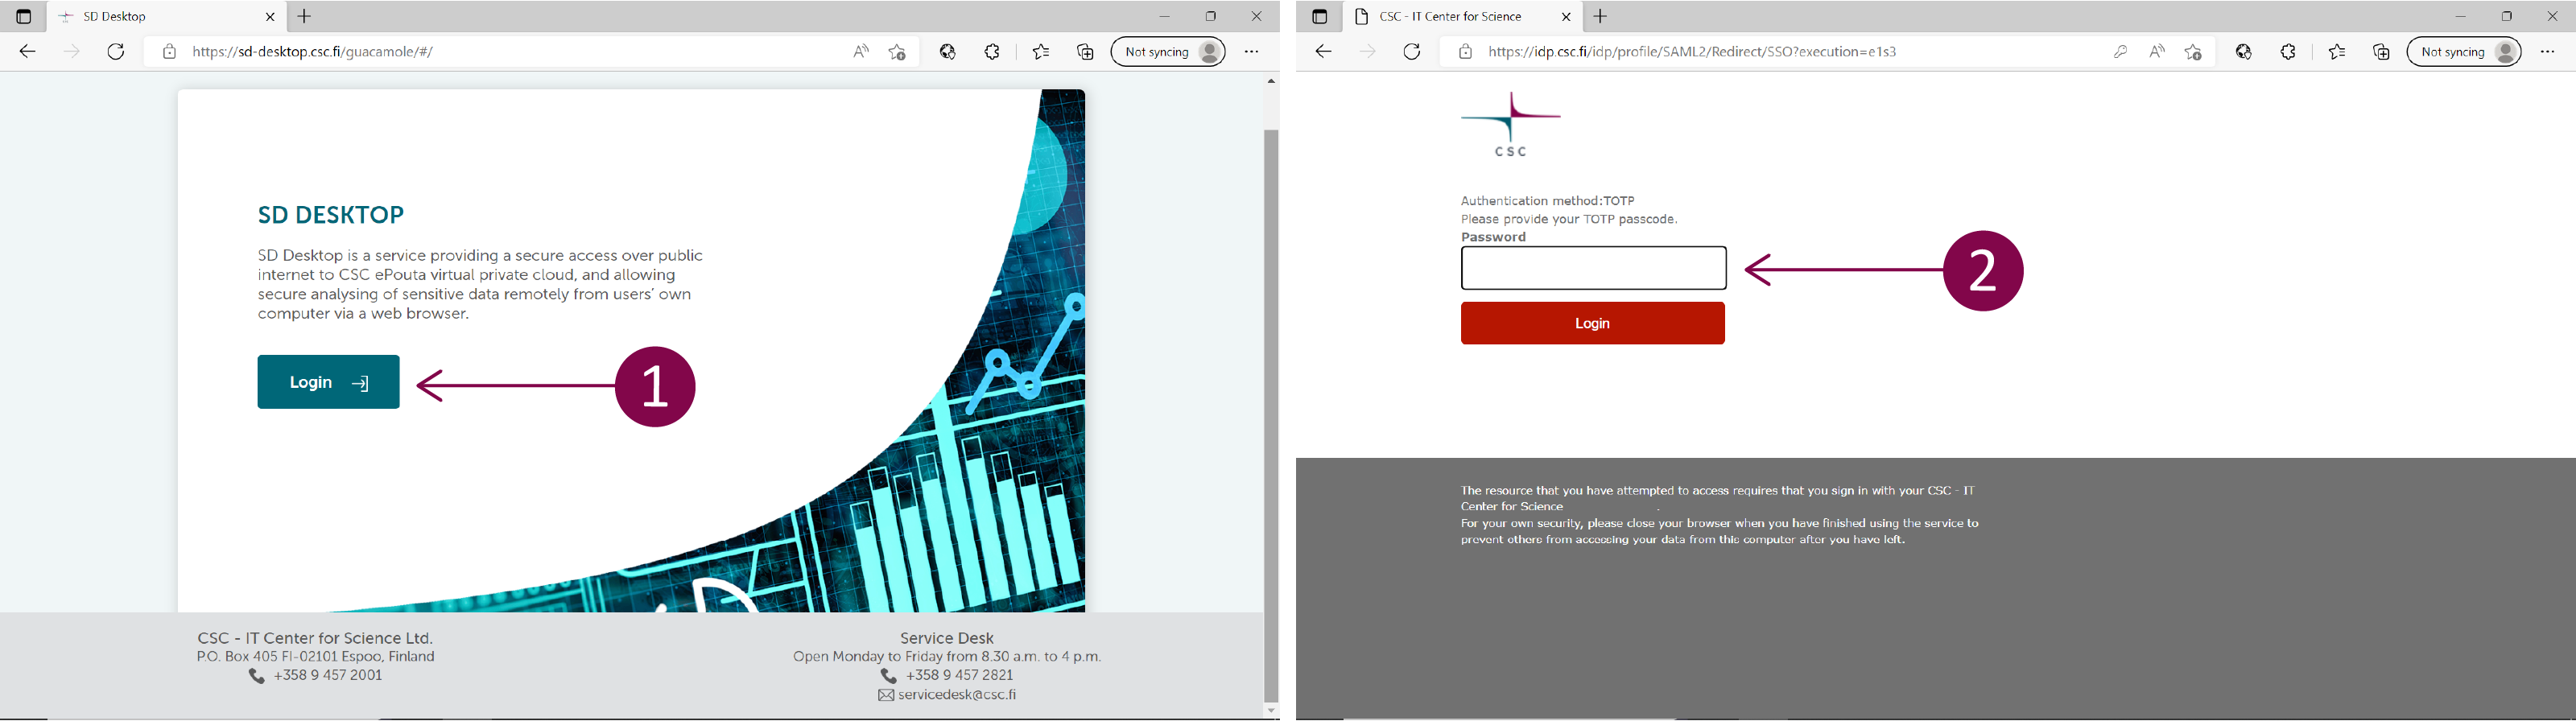 SD Desktop
https://sd-desktop.csc.fi/guacamole/#/
Not syncing
SD DESKTOP
SD Desktop is a service providing a secure access over public
internet to CSC ePouta virtual private cloud, and allowing
secure analysing of sensitive data remotely from users' own
computer via a web browser.
Login
1
CSC - IT Center for Science Ltd.
P.O. Box 405 FI-02101 Espoo, Finland
+358 9 457 2001
Service Desk
Open Monday to Friday from 8.30 a.m. to 4 p.m.
+358 9 457 2821
servicedesk@csc.fi
CSC - IT Center for Science
https://idp.csc.fi/idp/profile/SAML2/Redirect/SSO?execution=e1s3
Not syncing
CSC
Authentication method:TOTP
Please provide your TOTP passcode.
Password
2
Login
The resource that you have attempted to access requires that you sign in with your CSC - IT
Center for Science .
For your own security, please close your browser when you have finished using the service to
prevent others from accessing your data from this computer after you have left.